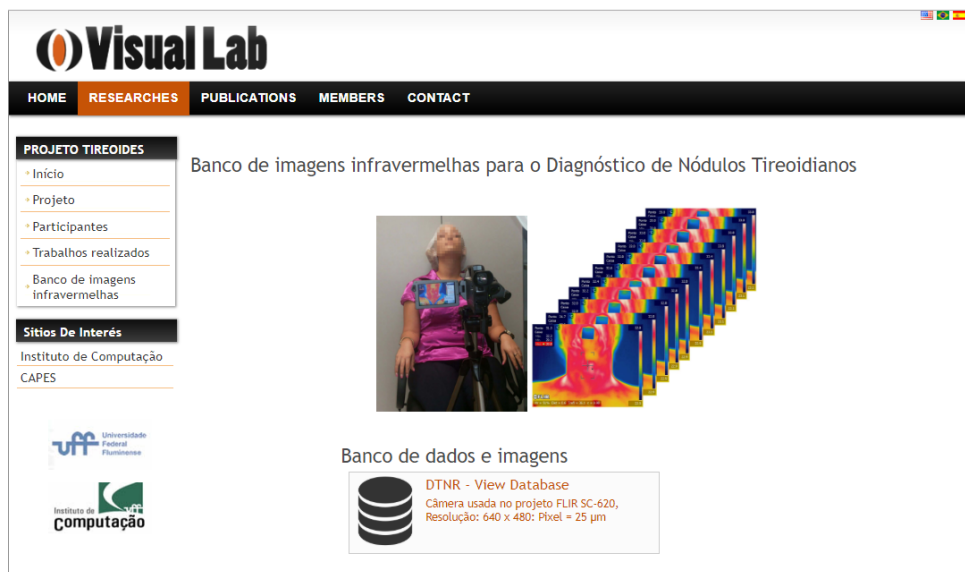 Visual Lab
HOME RESEARCHES PUBLICATIONS MEMBERS CONTACT
PROJETO TIREOIDES
Início
Projeto
Participantes
Trabalhos realizados
Banco de imagens
infravermelhas
Sitios De Interés
Instituto de Computação
CAPES
uff Universidade
Federal
Fluminense
Instituto de
computação
Banco de imagens infravermelhas para o Diagnóstico de Nódulos Tireoidianos
Banco de dados e imagens
DTNR - View Database
Câmera usada no projeto FLIR SC-620,
Resolução: 640 x 480: Pixel = 25 µm